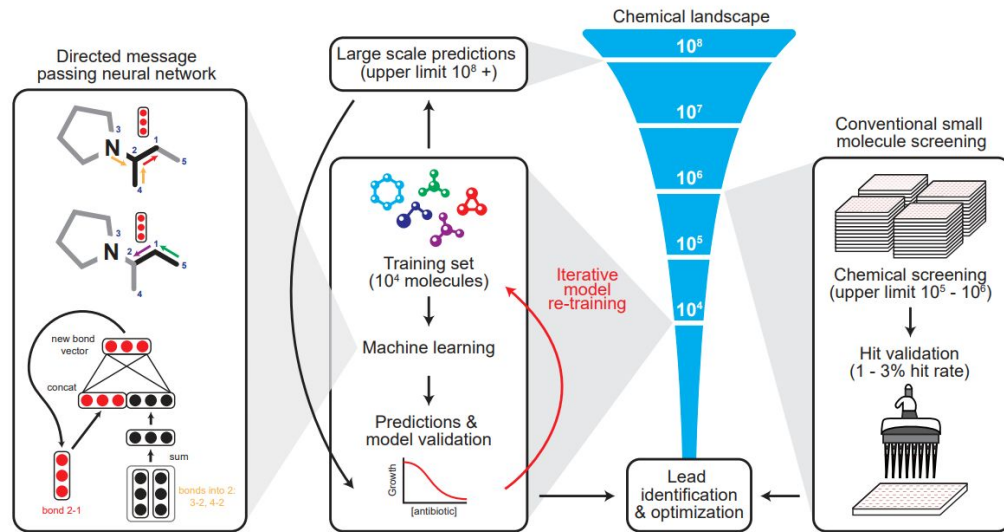 Directed message
passing neural network
3
N
2
1
5
4
3
N
2
1
5
4
new bond
vector
concat
sum
bond 2-1
bonds into 2:
3-2, 4-2
Large scale predictions
(upper limit 10⁸ +)
Training set
(10⁴ molecules)
Machine learning
Predictions &
model validation
Growth
[antibiotic]
Iterative
model
re-training
Chemical landscape
10⁸
10⁷
10⁶
10⁵
10⁴
Lead
identification
& optimization
Conventional small
molecule screening
Chemical screening
(upper limit 10⁵ - 10⁶)
Hit validation
(1 - 3% hit rate)